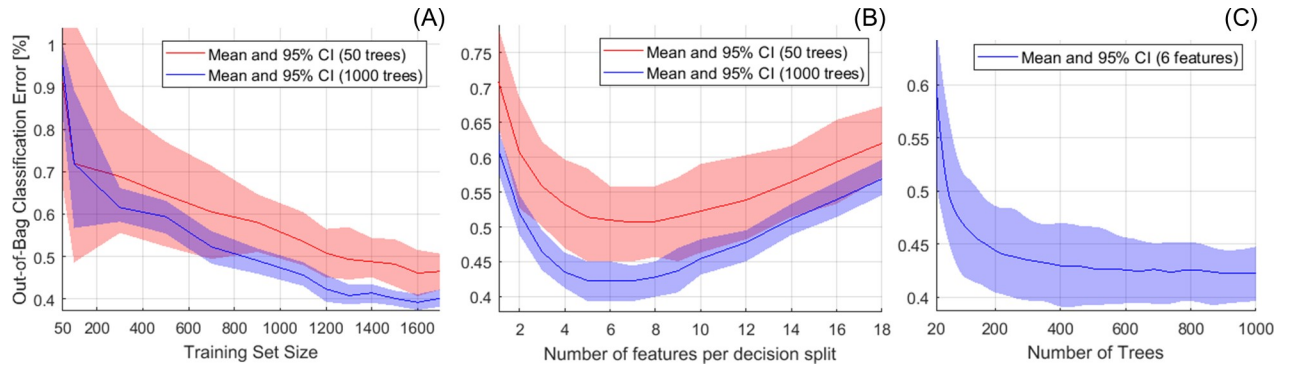 (A)
Out-of-Bag Classification Error [%]
Mean and 95% CI (50 trees)
Mean and 95% CI (1000 trees)
1
0.9
0.8
0.7
0.6
0.5
0.4
50 200 400 600 800 1000 1200 1400 1600
Training Set Size
(B)
Mean and 95% CI (50 trees)
Mean and 95% CI (1000 trees)
0.75
0.7
0.65
0.6
0.55
0.5
0.45
0.4
2 4 6 8 10 12 14 16 18
Number of features per decision split
(C)
Mean and 95% CI (6 features)
0.6
0.55
0.5
0.45
0.4
20 200 400 600 800 1000
Number of Trees